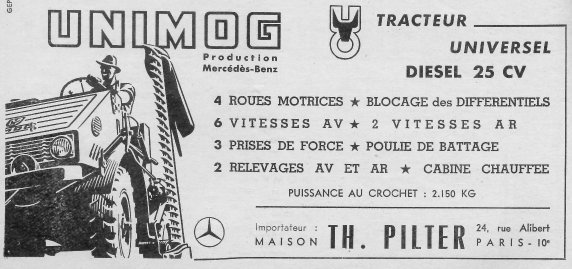 GEP
UNIMOG
Production
Mercédès-Benz
TRACTEUR
UNIVERSEL
DIESEL 25 CV
4 ROUES MOTRICES ★ BLOCAGE des DIFFERENTIELS
6 VITESSES AV ★ 2 VITESSES AR
3 PRISES DE FORCE ★ POULIE DE BATTAGE
2 RELEVAGES AV ET AR ★ CABINE CHAUFFEE
PUISSANCE AU CROCHET : 2.150 KG
Importateur :
MAISON TH. PILTER
24, rue Alibert
PARIS - 10e